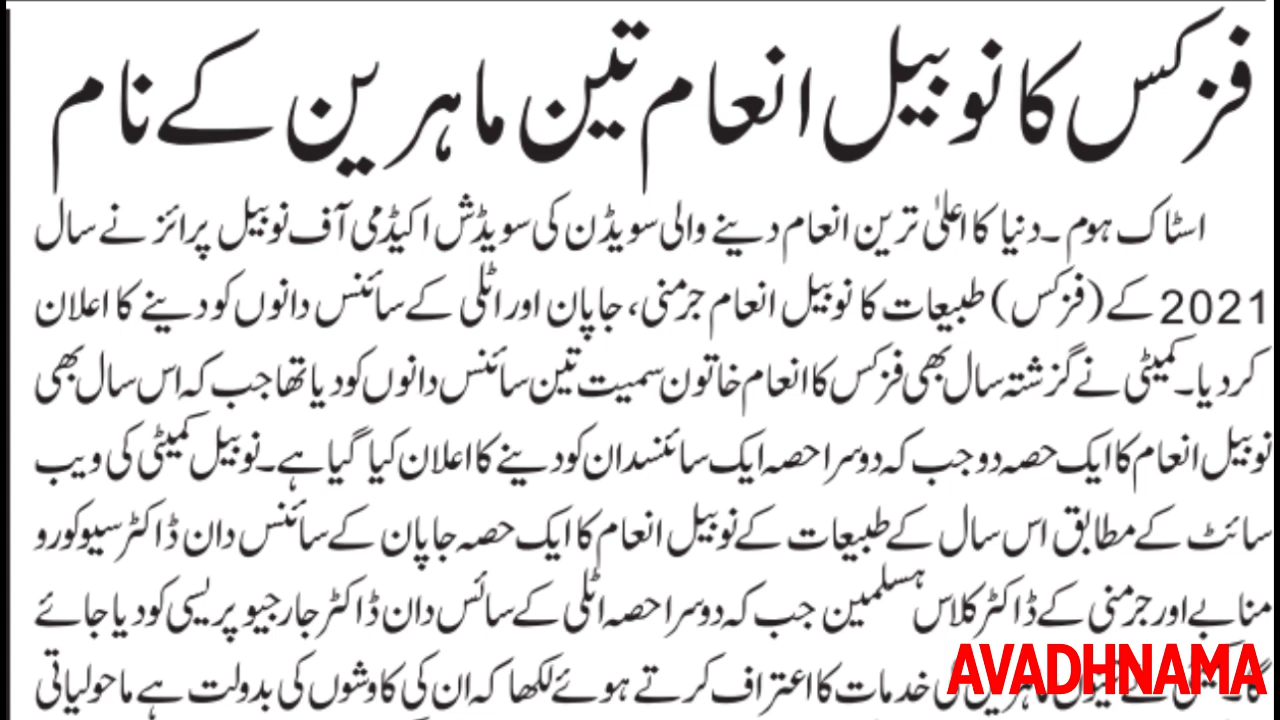 فزکس کا نوبیل انعام تین ماہرین کے نام
اسٹاک ہوم۔دنیا کا اعلیٰ ترین انعام دینے والی سویڈن کی سویڈش اکیڈمی آف نوبیل پرائز نے سال
2021 کے (فزکس) طبیعات کا نوبیل انعام جرمنی، جاپان اور اٹلی کے سائنس دانوں کو دینے کا اعلان
کردیا۔کمیٹی نے گزشتہ سال بھی فزکس کا انعام خاتون سمیت تین سائنس دانوں کو دیا تھا جب کہ اس سال بھی
نوبیل انعام کا ایک حصہ دو جب کہ دوسرا حصہ ایک سائنسدان کو دینے کا اعلان کیا گیا ہے۔نوبیل کمیٹی کی ویب
سائٹ کے مطابق اس سال کے طبیعات کے نوبیل انعام کا ایک حصہ جاپان کے سائنس دان ڈاکٹر سیوکورو
منابے اور جرمنی کے ڈاکٹر کلاس ہسلمین جب کہ دوسرا حصہ اٹلی کے سائس دان ڈاکٹر جارجیو پریسی کو دیا جائے
گا۔ ماہرین کی خدمات کا اعتراف کرتے ہوئے لکھا کہ ان کی کاوشوں کی بدولت ہے ماحولیاتی
AVADHNAMA